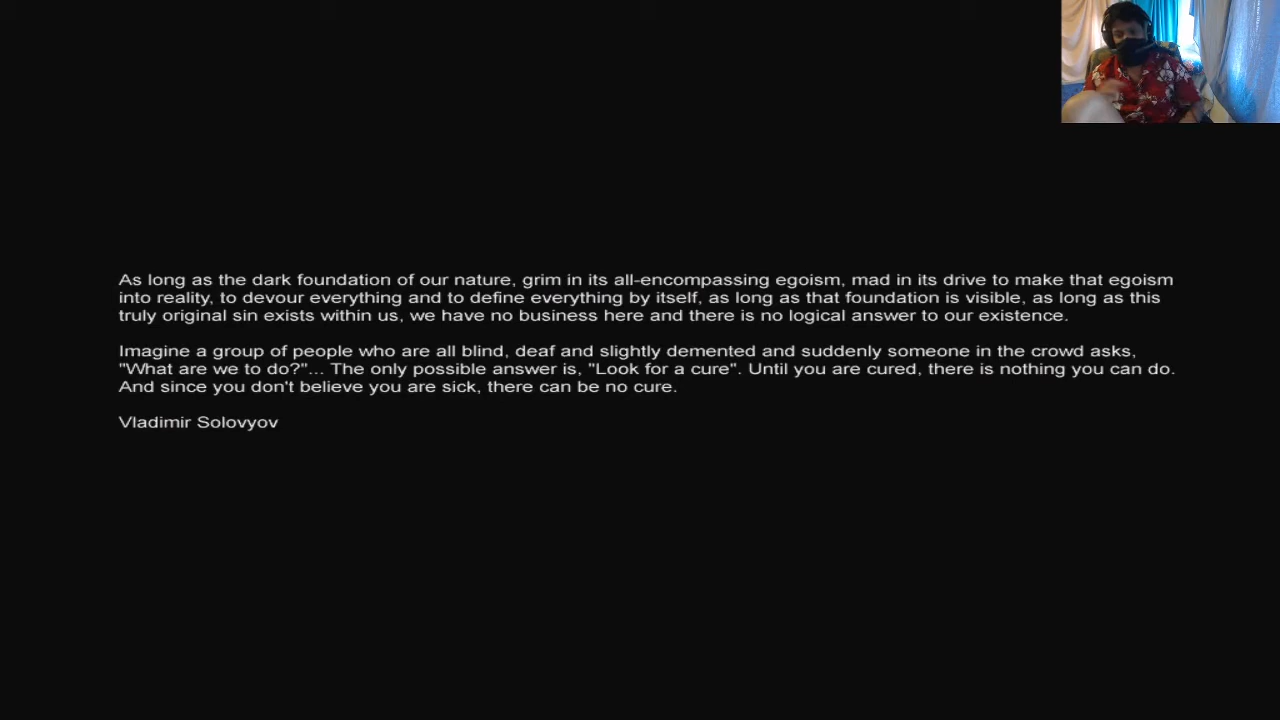 As long as the dark foundation of our nature, grim in its all-encompassing egoism, mad in its drive to make that egoism
into reality, to devour everything and to define everything by itself, as long as that foundation is visible, as long as this
truly original sin exists within us, we have no business here and there is no logical answer to our existence.
Imagine a group of people who are all blind, deaf and slightly demented and suddenly someone in the crowd asks,
"What are we to do?"... The only possible answer is, "Look for a cure". Until you are cured, there is nothing you can do.
And since you don't believe you are sick, there can be no cure.
Vladimir Solovyov